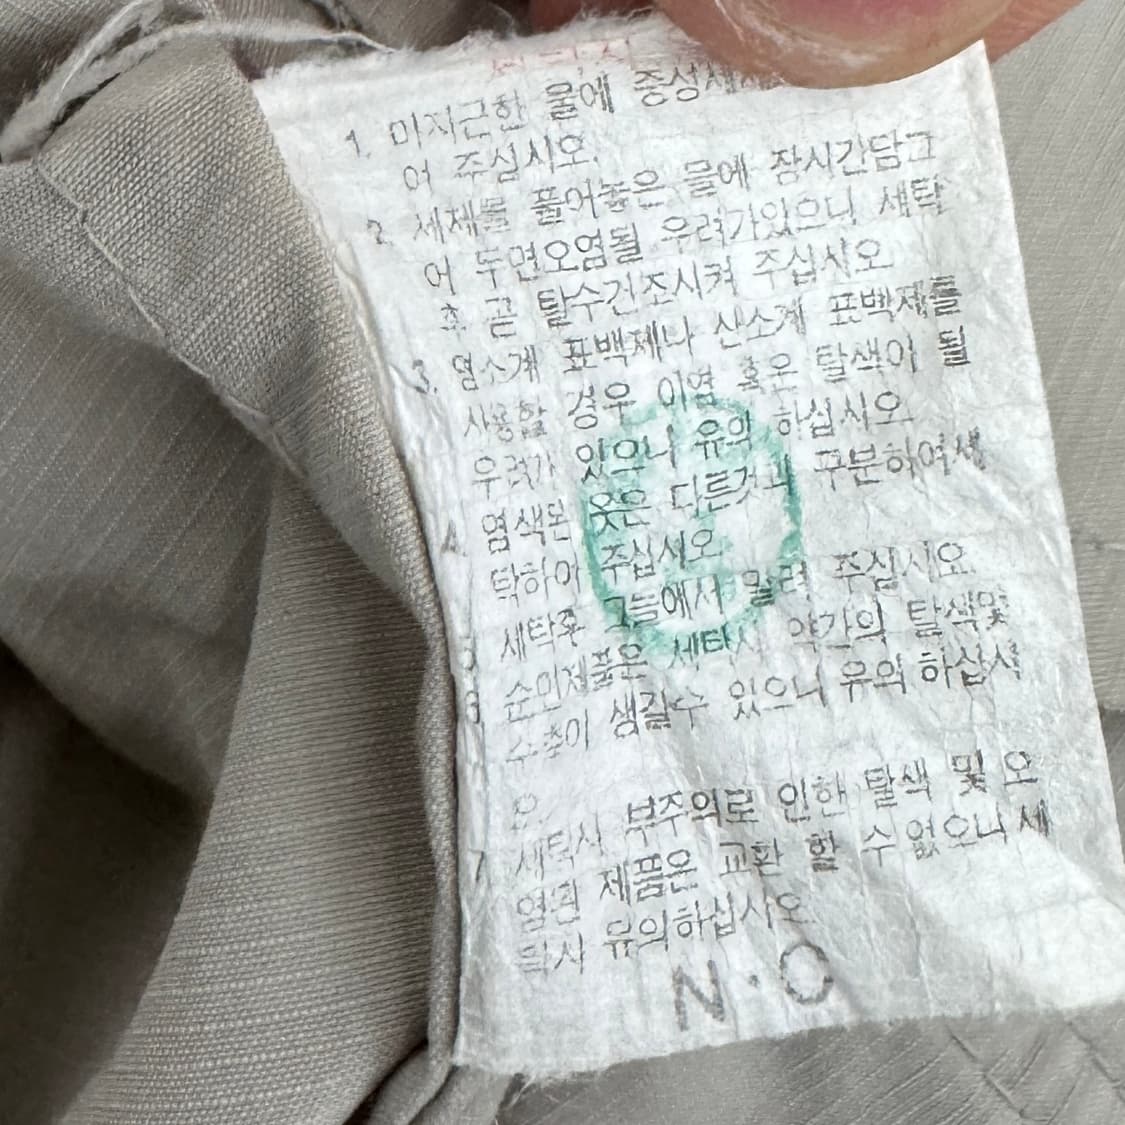 1. 미지근한 물에 중성세
어 주십시오.
2. 세제를 풀어놓은 물에 장시간담그
어 두면오염될 우려가있으니 세탁
후 곧 탈수건조시켜 주십시오.
3. 염소계 표백제나 산소계 표백제를
사용할 경우 이염 혹은 탈색이 될
우려가 있으니 유의 하십시오.
4. 염색된 옷은 다른것과 구분하여세
탁하여 주십시오.
5. 세탁후 그늘에서 말려 주십시요.
6. 순면제품은 세탁시 약간의 탈색및
수축이 생길수 있으니 유의 하십시
오.
7. 세탁시 부주의로 인한 탈색 및 오
염된 제품은 교환 할 수없으니세
탁시 유의하십시오.
N·O